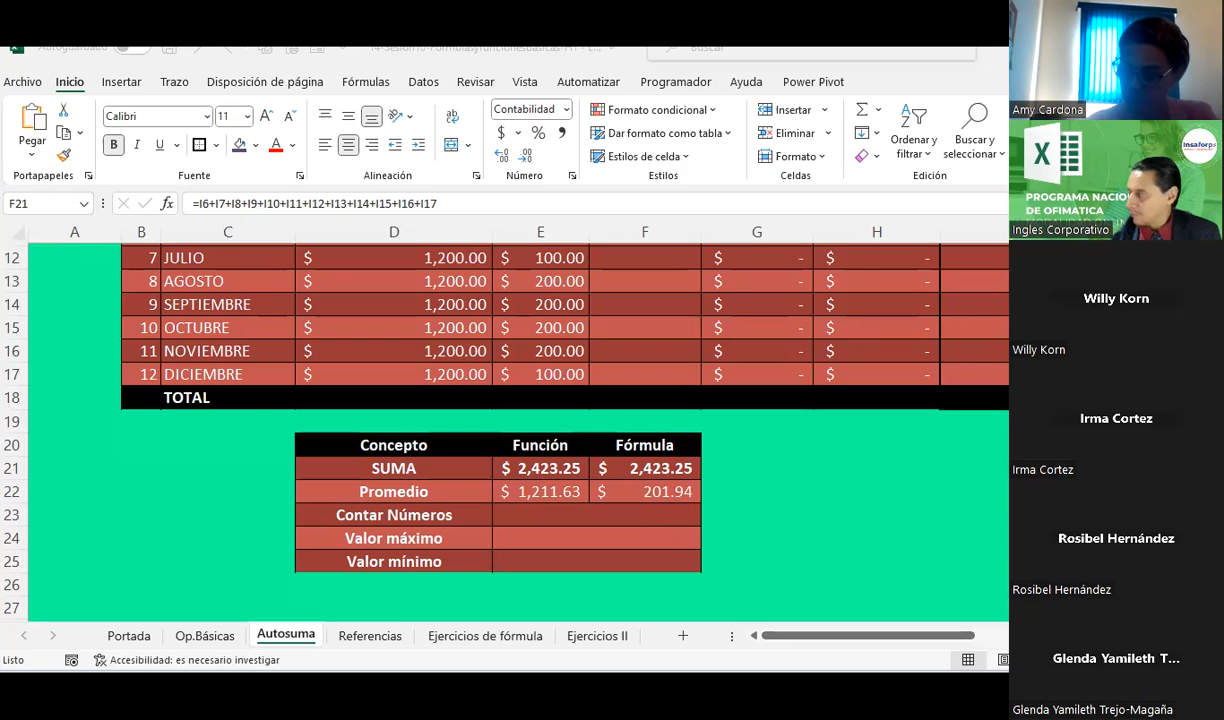 Autoguardado
Buscar
Archivo Inicio Insertar Trazo Disposición de página Fórmulas Datos Revisar Vista Automatizar Programador Ayuda Power Pivot
Calibri 11 Contabilidad Formato condicional Insertar
Pegar N K S $ % Dar formato como tabla Eliminar Ordenar y filtrar Buscar y seleccionar
Estilos de celda Formato
Portapapeles Fuente Alineación Número Estilos Celdas Edición
F21 fx =I6+I7+I8+I9+I10+I11+I12+I13+I14+I15+I16+I17
A B C D E F G H
12 7 JULIO $ 1,200.00 $ 100.00 $ - $ -
13 8 AGOSTO $ 1,200.00 $ 200.00 $ - $ -
14 9 SEPTIEMBRE $ 1,200.00 $ 200.00 $ - $ -
15 10 OCTUBRE $ 1,200.00 $ 200.00 $ - $ -
16 11 NOVIEMBRE $ 1,200.00 $ 200.00 $ - $ -
17 12 DICIEMBRE $ 1,200.00 $ 100.00 $ - $ -
18 TOTAL
19
20 Concepto Función Fórmula
21 SUMA $ 2,423.25 $ 2,423.25
22 Promedio $ 1,211.63 $ 201.94
23 Contar Números
24 Valor máximo
25 Valor mínimo
26
27
Portada Op.Básicas Autosuma Referencias Ejercicios de fórmula Ejercicios II
Listo Accesibilidad: es necesario investigar
Amy Cardona
X
insaforp
PROGRAMA NACIO
DE OFIMATICA
Ingles Corporativo
Willy Korn
Willy Korn
Irma Cortez
Irma Cortez
Rosibel Hernández
Rosibel Hernández
Glenda Yamileth T...
Glenda Yamileth Trejo-Magaña